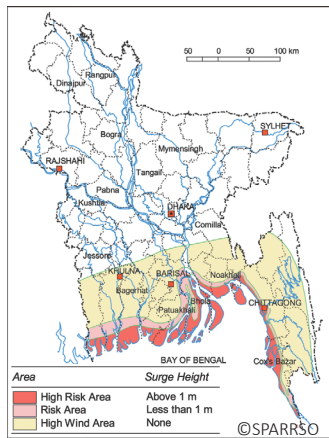 50 0 50 100 km
Rangpur
Dinajpur
SYLHET
Bogra
Mymensingh
RAJSHAHI
Tangail
Pabna
DHAKA
Kushtia
Comilla
Jessore
KHULNA
BARISAL
Noakhali
Bagerhat
Bhola
CHITTAGONG
Patuakhali
BAY OF BENGAL
Cox's Bazar
Area Surge Height
High Risk Area Above 1 m
Risk Area Less than 1 m
High Wind Area None
©SPARRSO